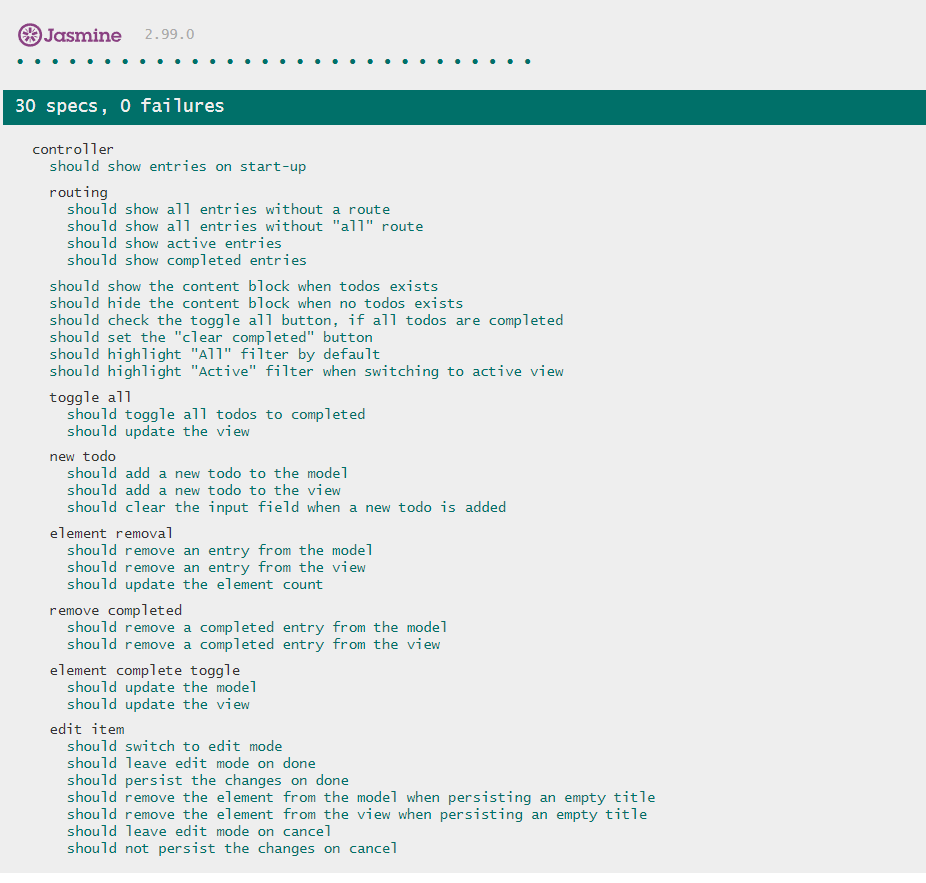 Jasmine 2.99.0
• • • • • • • • • • • • • • • • • • • • • • • • • • • • • •
30 specs, 0 failures
controller
should show entries on start-up
routing
should show all entries without a route
should show all entries without "all" route
should show active entries
should show completed entries
should show the content block when todos exists
should hide the content block when no todos exists
should check the toggle all button, if all todos are completed
should set the "clear completed" button
should highlight "All" filter by default
should highlight "Active" filter when switching to active view
toggle all
should toggle all todos to completed
should update the view
new todo
should add a new todo to the model
should add a new todo to the view
should clear the input field when a new todo is added
element removal
should remove an entry from the model
should remove an entry from the view
should update the element count
remove completed
should remove a completed entry from the model
should remove a completed entry from the view
element complete toggle
should update the model
should update the view
edit item
should switch to edit mode
should leave edit mode on done
should persist the changes on done
should remove the element from the model when persisting an empty title
should remove the element from the view when persisting an empty title
should leave edit mode on cancel
should not persist the changes on cancel